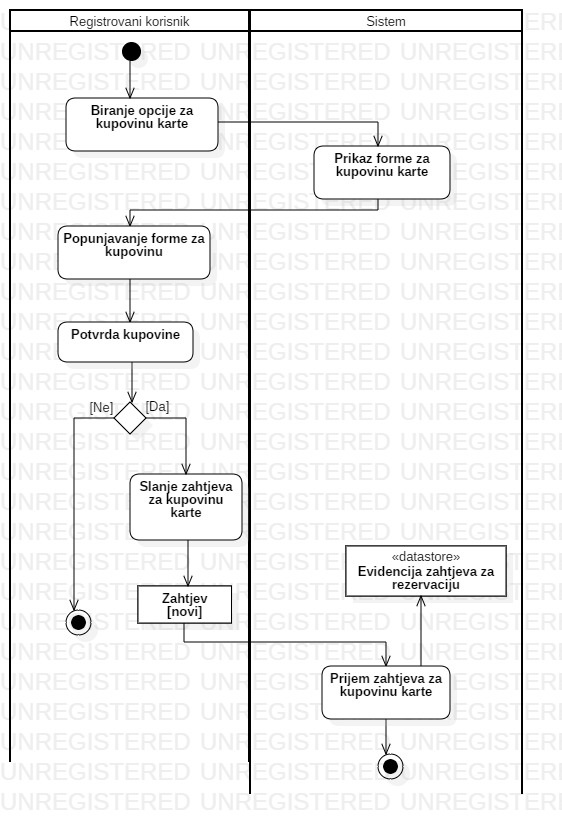 Registrovani korisnik
Sistem
Biranje opcije za
kupovinu karte
Prikaz forme za
kupovinu karte
Popunjavanje forme za
kupovinu
Potvrda kupovine
[Ne]
[Da]
Slanje zahtjeva
za kupovinu
karte
«datastore»
Evidencija zahtjeva za
rezervaciju
Zahtjev
[novi]
Prijem zahtjeva za
kupovinu karte
UNREGISTERED UNREGISTERED UNREGISTERED